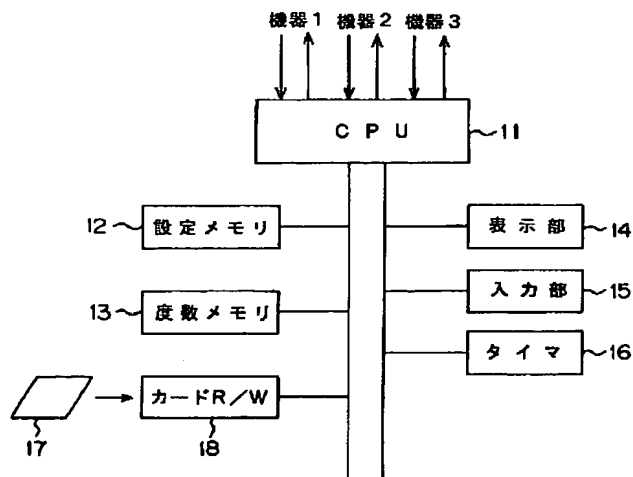 機器1 機器2 機器3
CPU
11
12
設定メモリ
表示部
14
13
度数メモリ
入力部
15
タイマ
16
17
カードR/W
18